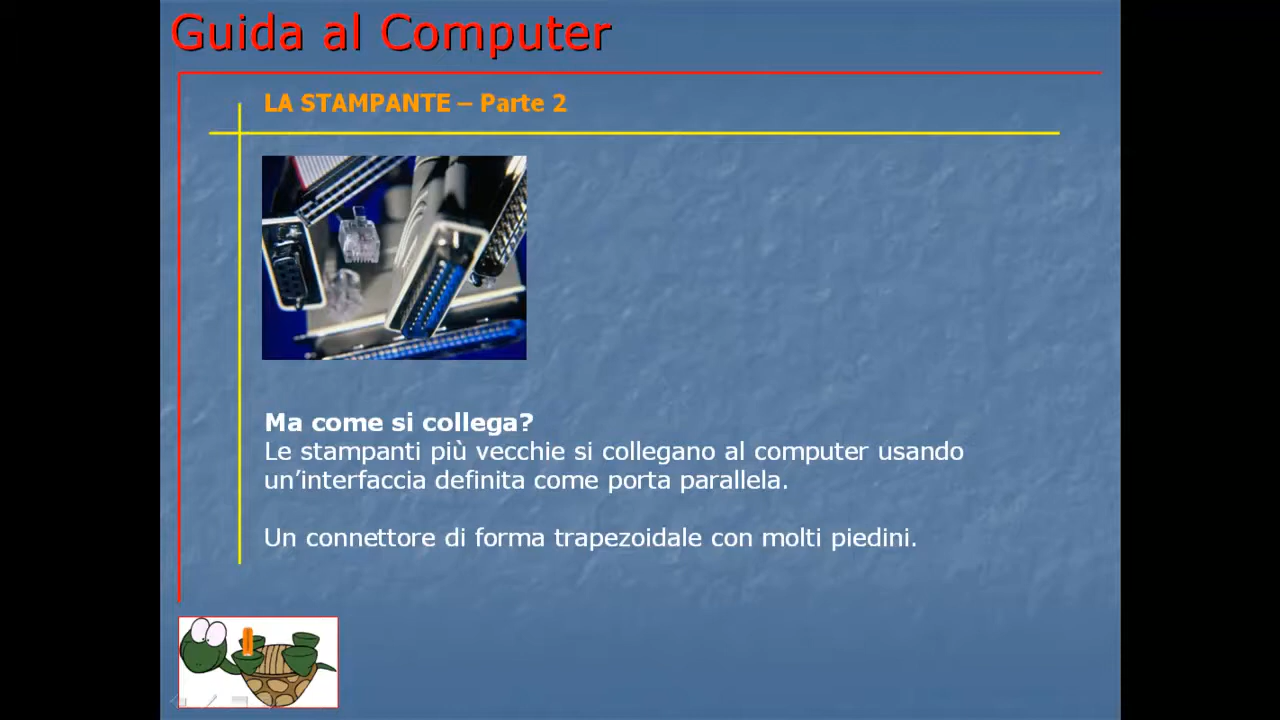 Guida al Computer
LA STAMPANTE – Parte 2
Ma come si collega?
Le stampanti più vecchie si collegano al computer usando
un’interfaccia definita come porta parallela.
Un connettore di forma trapezoidale con molti piedini.